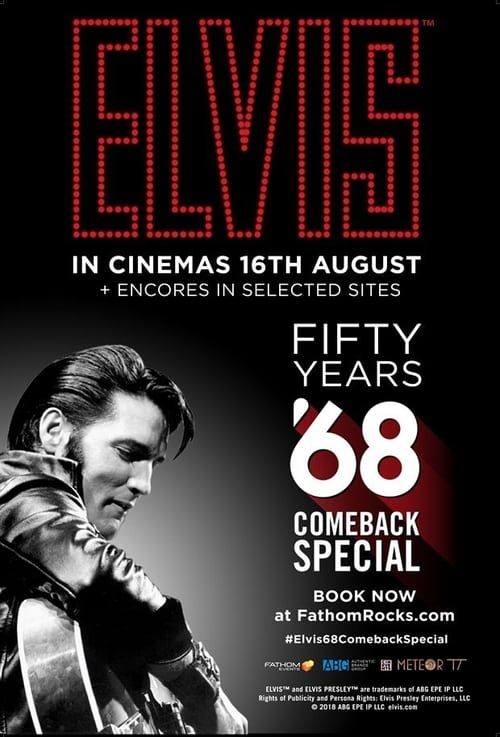 ELVIS™
IN CINEMAS 16TH AUGUST
+ ENCORES IN SELECTED SITES
FIFTY
YEARS
'68
COMEBACK
SPECIAL
BOOK NOW
at FathomRocks.com
#Elvis68ComebackSpecial
FATHOM EVENTS ABG AUTHENTIC BRANDS GROUP METEOR 17
ELVIS™ and ELVIS PRESLEY™ are trademarks of ABG EPE IP LLC
Rights of Publicity and Persona Rights: Elvis Presley Enterprises, LLC
© 2018 ABG EPE IP LLC elvis.com